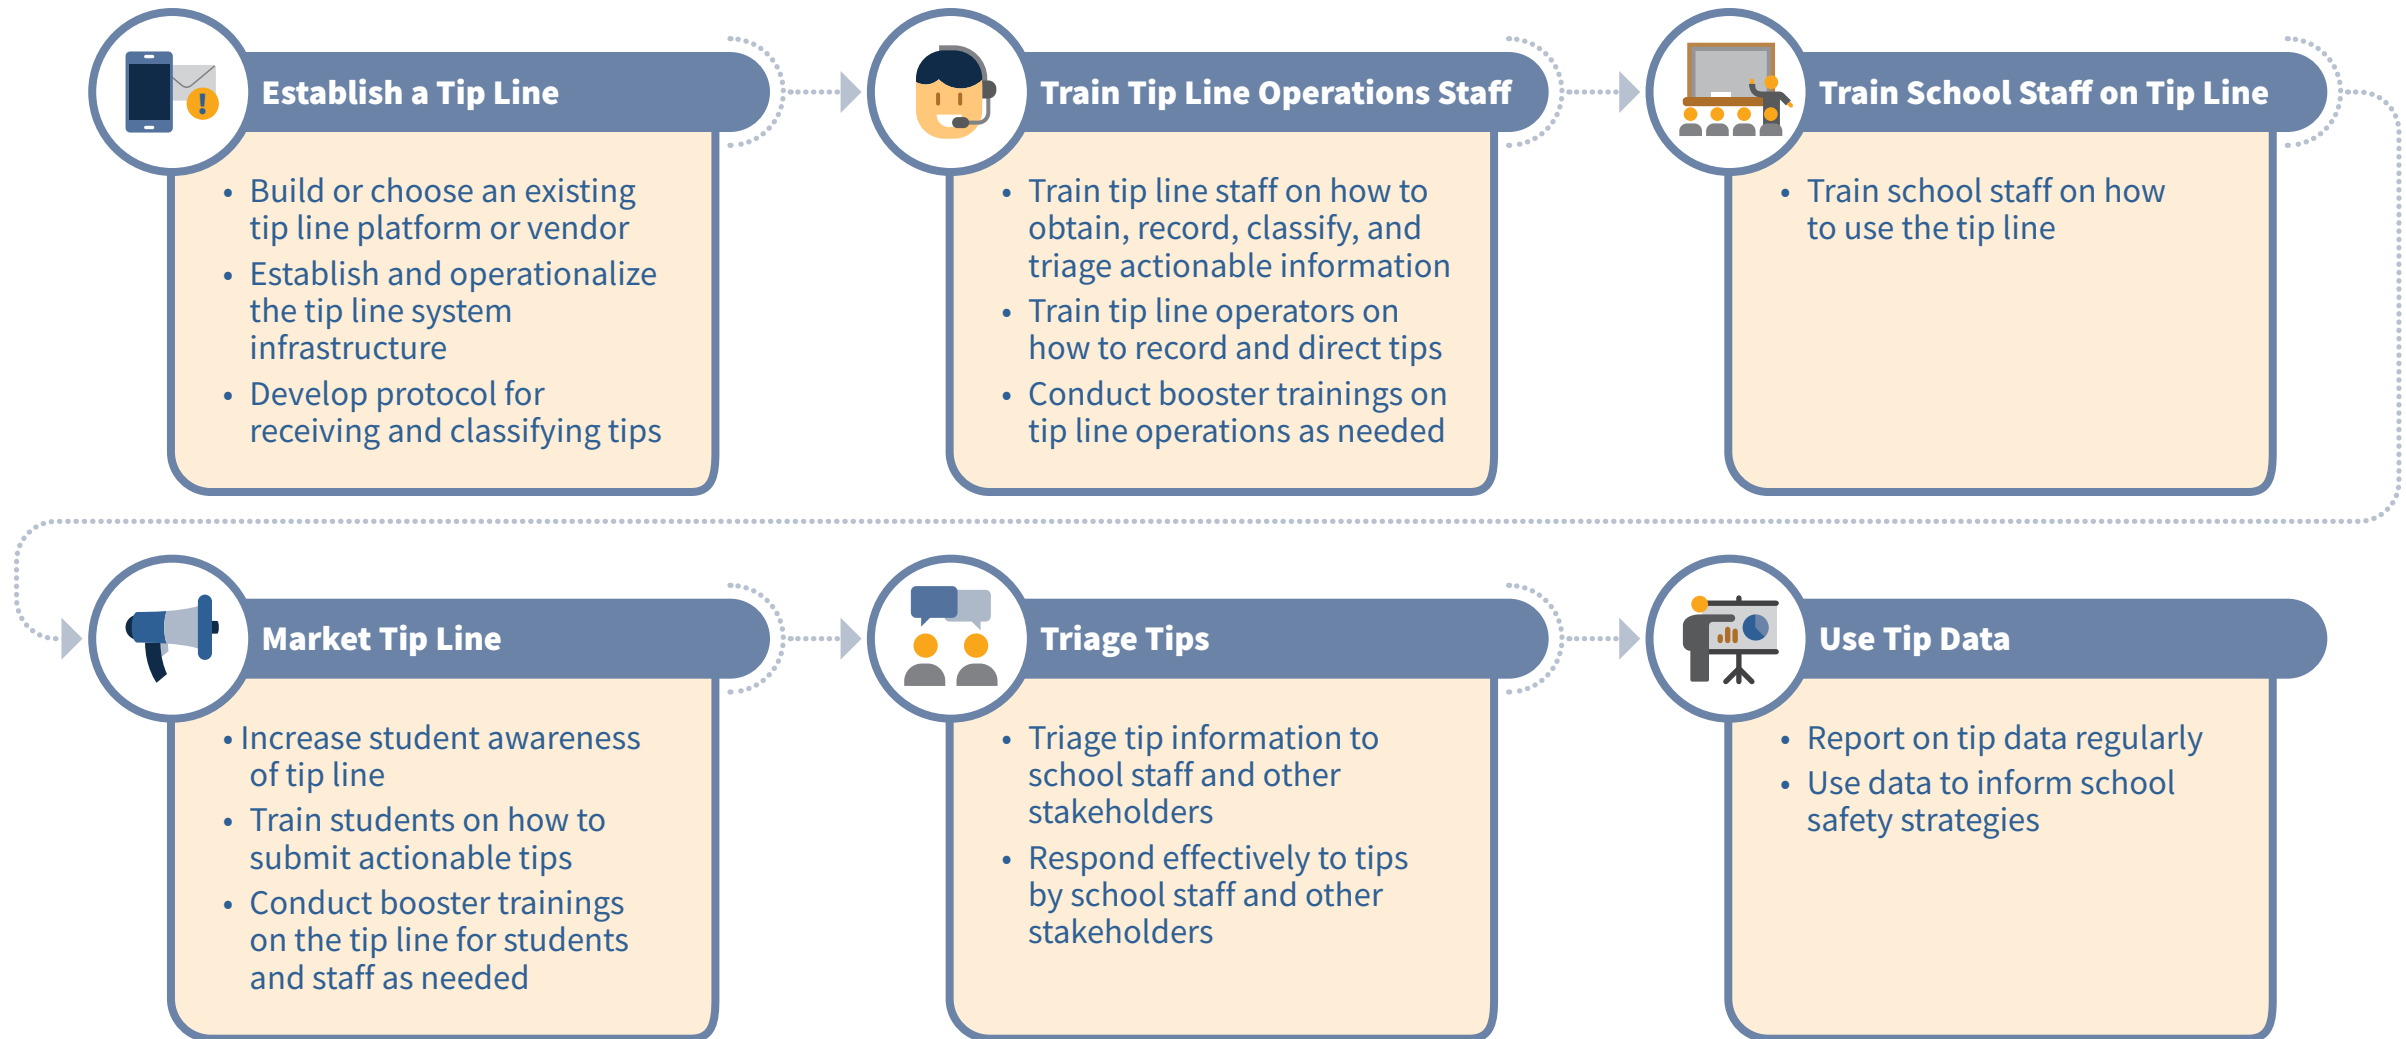 Establish a Tip Line
• Build or choose an existing
tip line platform or vendor
• Establish and operationalize
the tip line system
infrastructure
• Develop protocol for
receiving and classifying tips
Train Tip Line Operations Staff
• Train tip line staff on how to
obtain, record, classify, and
triage actionable information
• Train tip line operators on
how to record and direct tips
• Conduct booster trainings on
tip line operations as needed
Train School Staff on Tip Line
• Train school staff on how
to use the tip line
Market Tip Line
• Increase student awareness
of tip line
• Train students on how to
submit actionable tips
• Conduct booster trainings
on the tip line for students
and staff as needed
Triage Tips
• Triage tip information to
school staff and other
stakeholders
• Respond effectively to tips
by school staff and other
stakeholders
Use Tip Data
• Report on tip data regularly
• Use data to inform school
safety strategies